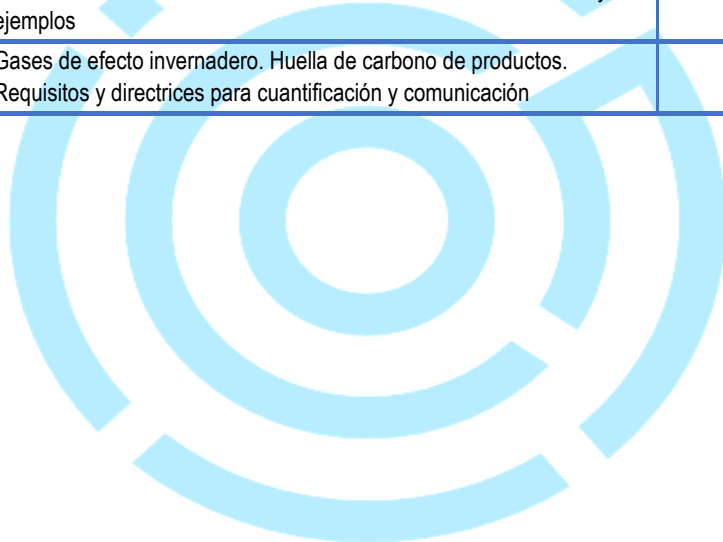 ejemplos
Gases de efecto invernadero. Huella de carbono de productos.
Requisitos y directrices para cuantificación y comunicación